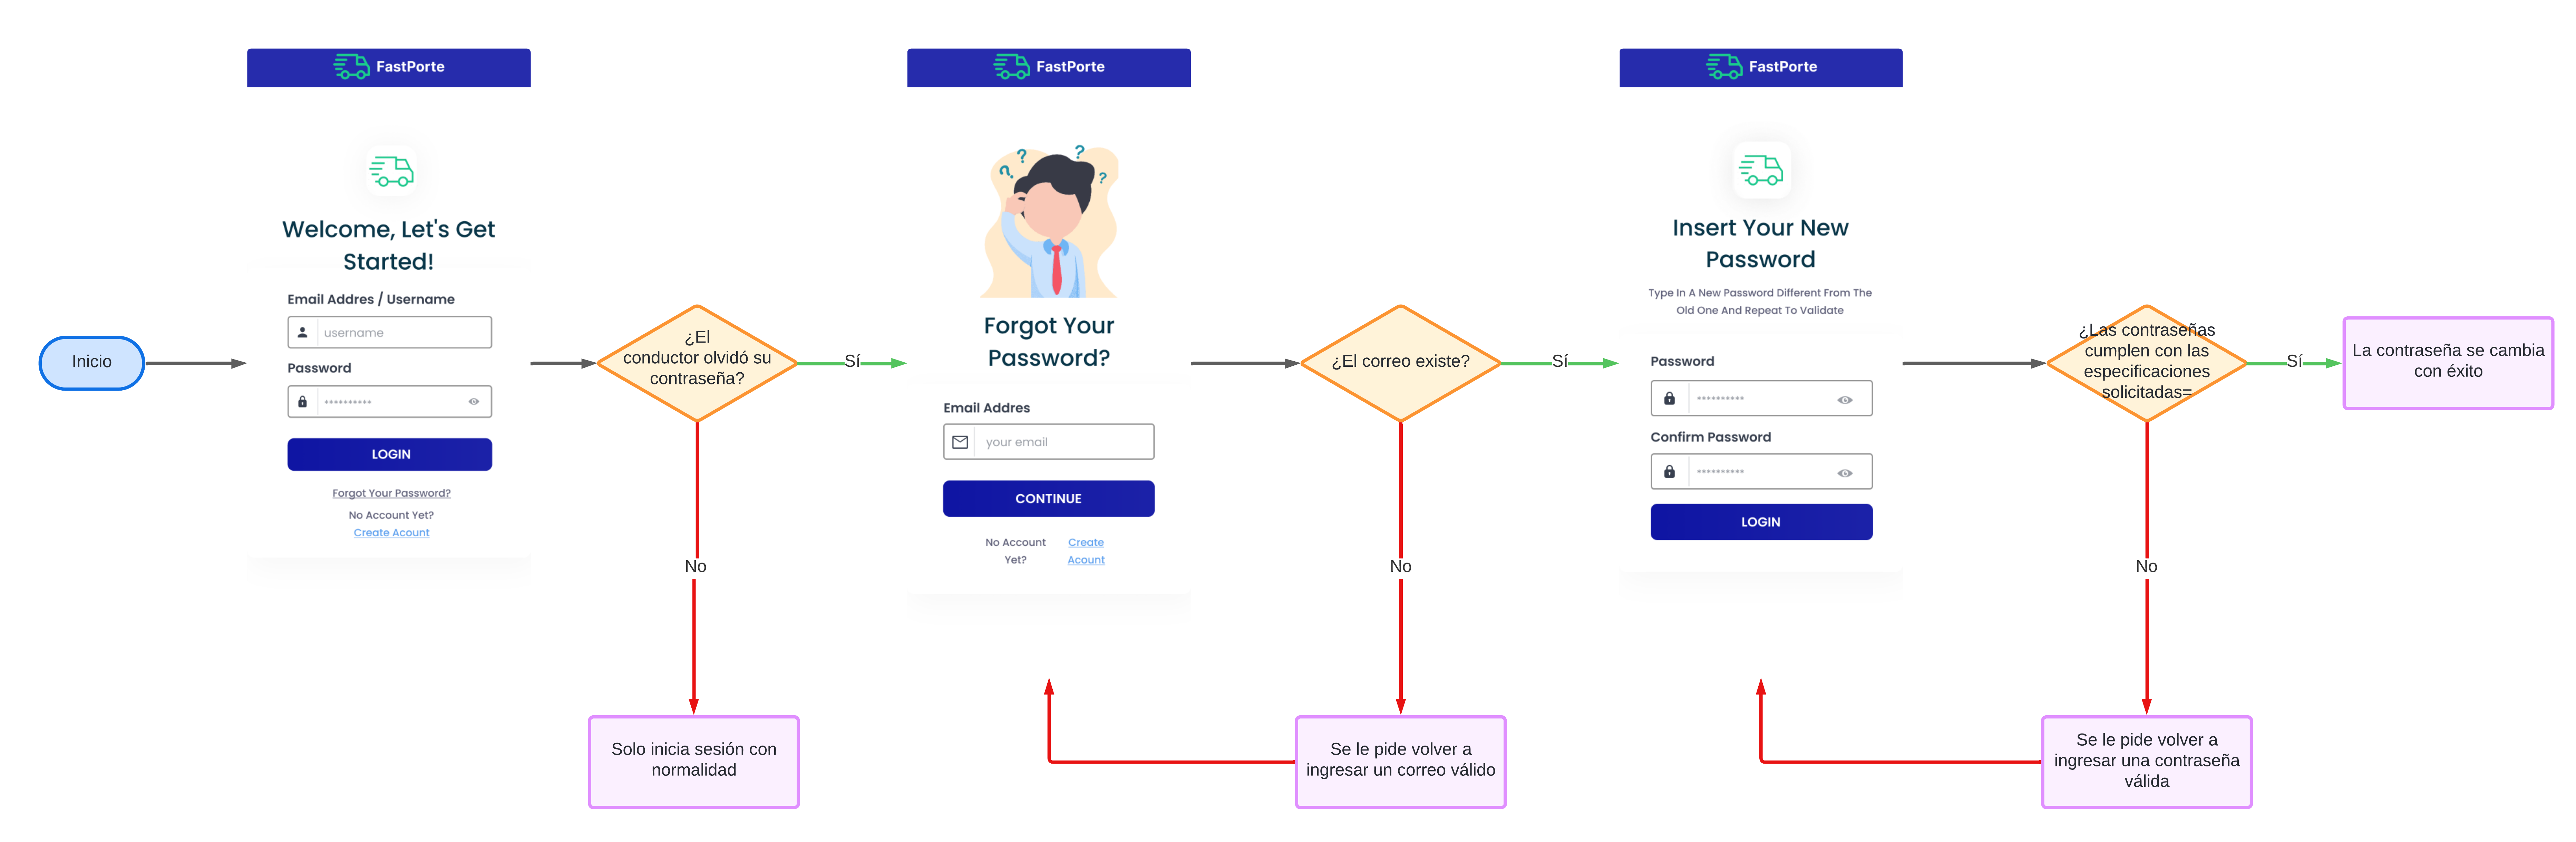 Inicio
FastPorte
Welcome, Let's Get
Started!
Email Addres / Username
username
Password
LOGIN
Forgot Your Password?
No Account Yet?
Create Acount
¿El
conductor olvidó su
contraseña?
Sí
No
Solo inicia sesión con
normalidad
FastPorte
? ? ? ?
Forgot Your
Password?
Email Addres
your email
CONTINUE
No Account
Yet?
Create
Acount
¿El correo existe?
Sí
No
Se le pide volver a
ingresar un correo válido
FastPorte
Insert Your New
Password
Type In A New Password Different From The
Old One And Repeat To Validate
Password
Confirm Password
LOGIN
¿Las contraseñas
cumplen con las
especificaciones
solicitadas=
Sí
No
Se le pide volver a
ingresar una contraseña
válida
La contraseña se cambia
con éxito